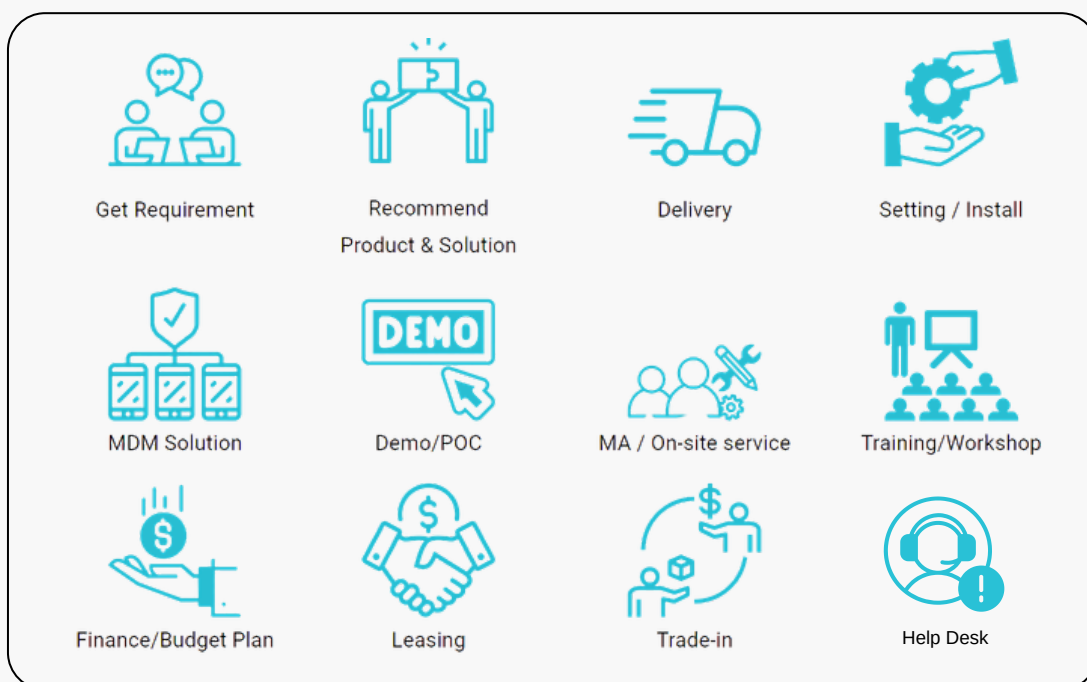 Get Requirement
Recommend
Product & Solution
Delivery
Setting / Install
DEMO
MDM Solution
Demo/POC
MA / On-site service
Training/Workshop
$
$
$
Finance/Budget Plan
Leasing
Trade-in
!
Help Desk